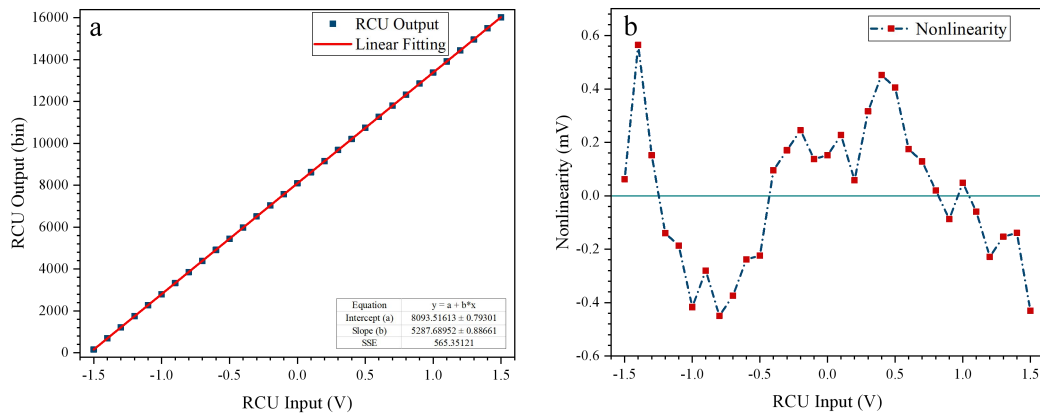 a
RCU Output
Linear Fitting
16000
14000
12000
10000
8000
6000
4000
2000
0
RCU Output (bin)
Equation y = a + b*x
Intercept (a) 8093.51613 ± 0.79301
Slope (b) 5287.68952 ± 0.88661
SSE 565.35121
-1.5 -1.0 -0.5 0.0 0.5 1.0 1.5
RCU Input (V)
b
Nonlinearity
0.6
0.4
0.2
0.0
-0.2
-0.4
-0.6
Nonlinearity (mV)
-1.5 -1.0 -0.5 0.0 0.5 1.0 1.5
RCU Input (V)